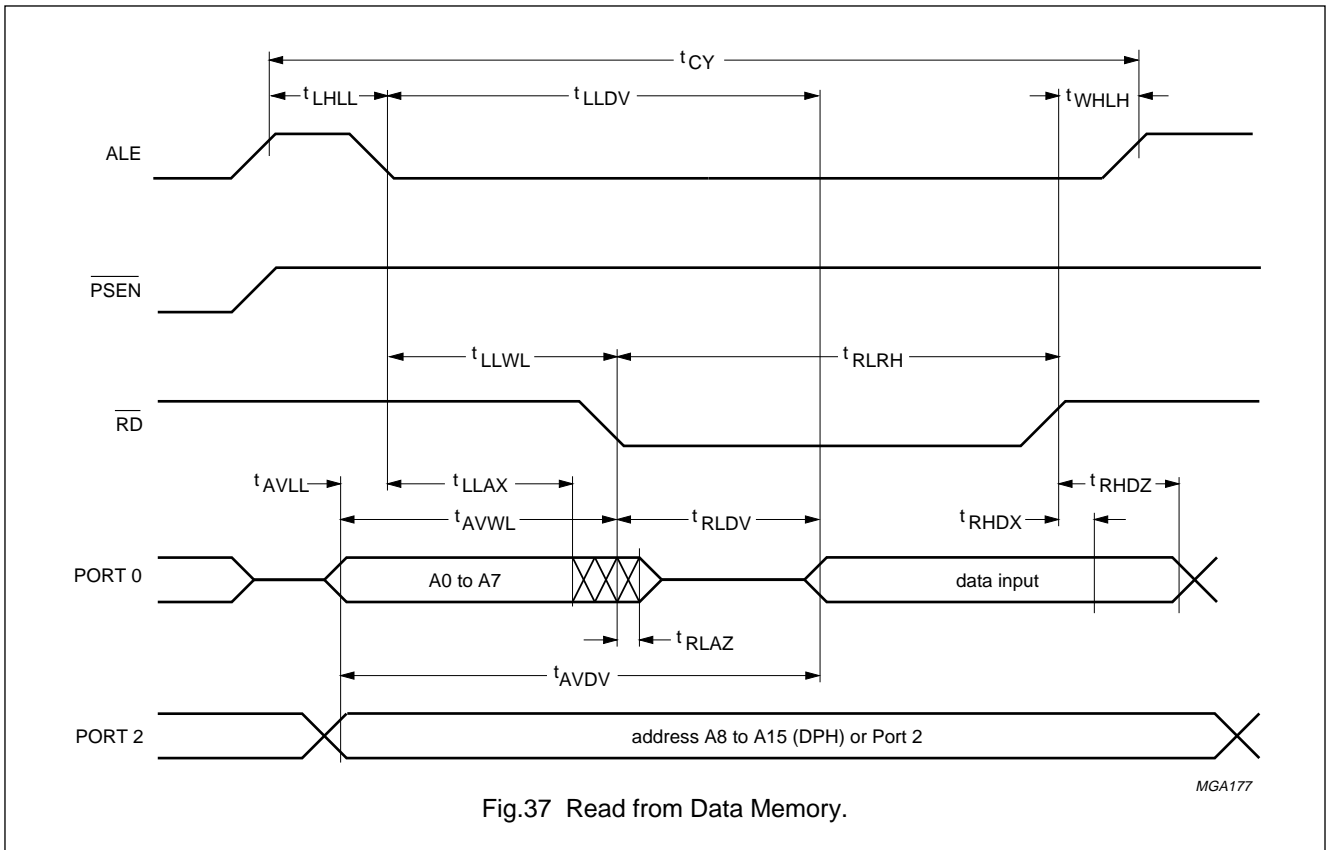 tCY
tLHLL tLLDV tWHLH
ALE
PSEN
tLLWL tRLRH
RD
tAVLL tLLAX tRHDZ
tAVWL tRLDV tRHDX
PORT 0 A0 to A7 data input
tRLAZ
tAVDV
PORT 2 address A8 to A15 (DPH) or Port 2
MGA177
Fig.37 Read from Data Memory.